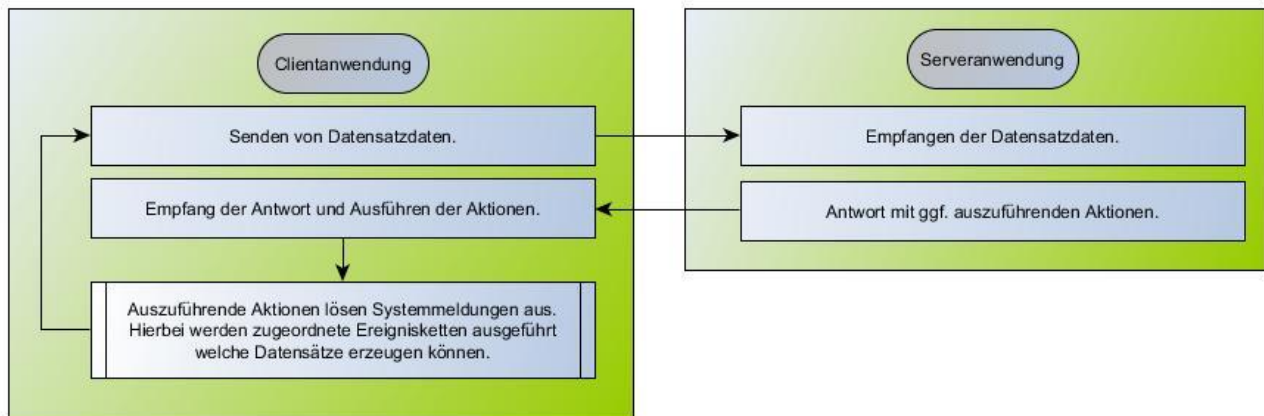 Clientanwendung
Senden von Datensatzdaten.
Empfang der Antwort und Ausführen der Aktionen.
Auszuführende Aktionen lösen Systemmeldungen aus.
Hierbei werden zugeordnete Ereignisketten ausgeführt
welche Datensätze erzeugen können.
Serveranwendung
Empfangen der Datensatzdaten.
Antwort mit ggf. auszuführenden Aktionen.